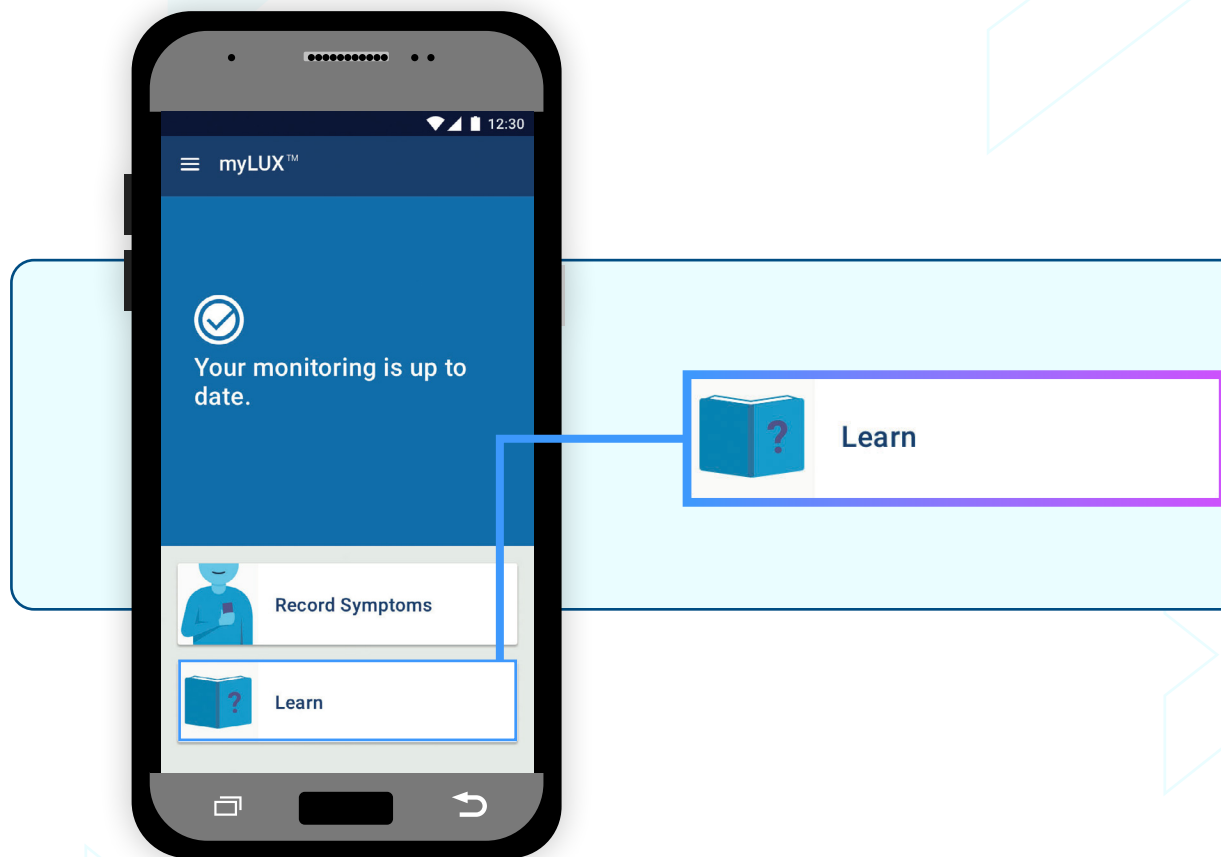 12:30
myLUX™
Your monitoring is up to
date.
Record Symptoms
? Learn
? Learn